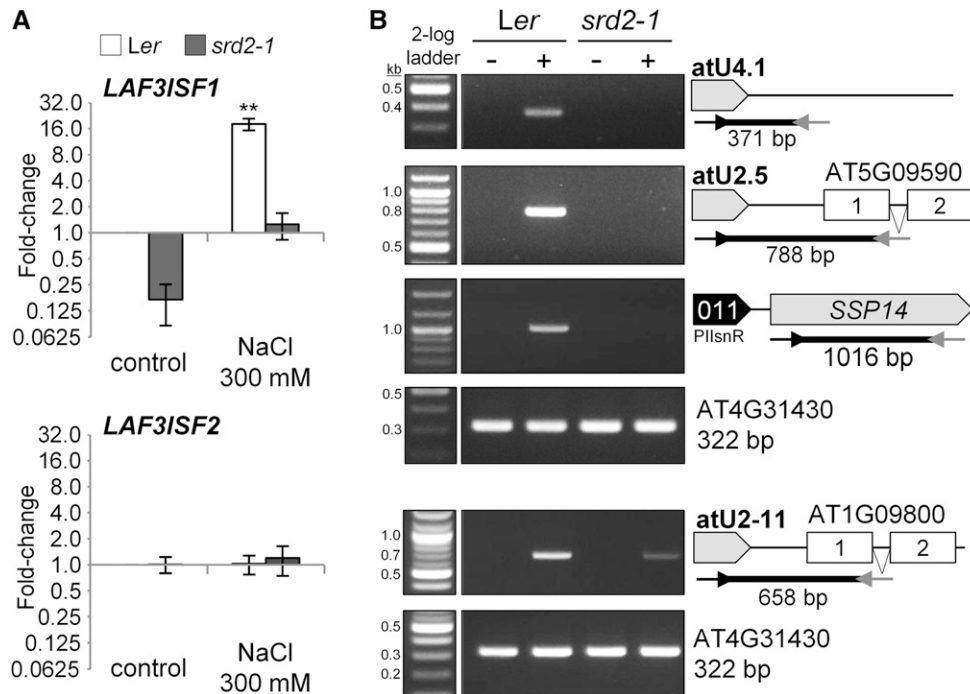 A
Ler srd2-1
LAF3ISF1
Fold-change
32.0
16.0
8.0
4.0
2.0
1.0
0.5
0.25
0.125
0.0625
**
control NaCl
300 mM
LAF3ISF2
Fold-change
32.0
16.0
8.0
4.0
2.0
1.0
0.5
0.25
0.125
0.0625
control NaCl
300 mM
B
2-log
ladder
Ler srd2-1
kb - + - +
0.5
0.4
atU4.1
371 bp
1.0
0.8
0.5
atU2.5 AT5G09590
1 2
788 bp
1.0
011 SSP14
PIIsnR
1016 bp
0.5
0.3
AT4G31430
322 bp
1.0
0.7
0.5
atU2-11 AT1G09800
1 2
658 bp
0.5
0.3
0.2
AT4G31430
322 bp